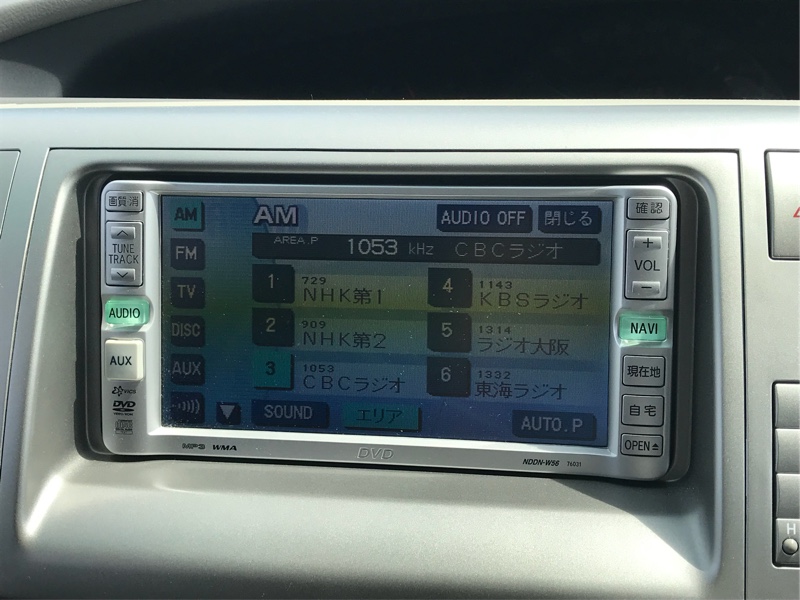 画質 消
確認
AM
AM
AUDIO OFF
閉じる
AREA.P
1053 kHz CBCラジオ
TUNE
TRACK
FM
TV
DISC
AUX
1
729
NHK第1
2
909
NHK第2
3
1053
CBCラジオ
4
1143
KBSラジオ
5
1314
ラジオ大阪
6
1332
東海ラジオ
SOUND
エリア
AUTO.P
AUDIO
AUX
VICS
DVD
+
VOL
−
NAVI
現在地
自宅
OPEN
MP3 WMA
DVD
NDDN-W56 76031
H